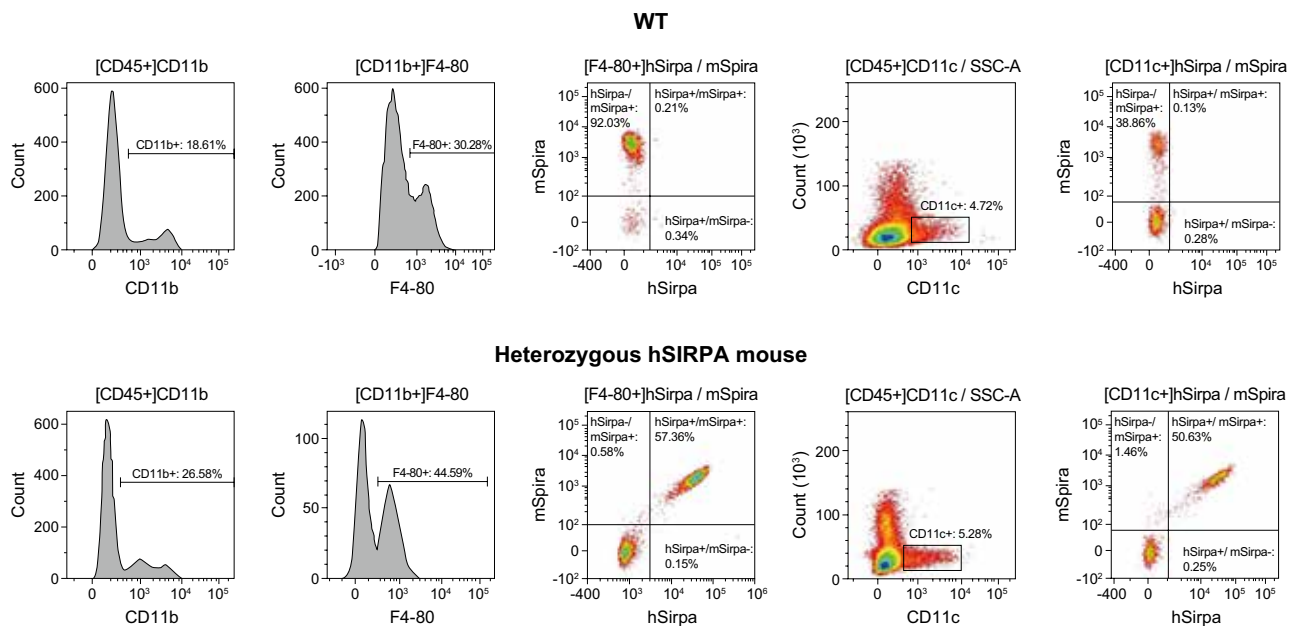 WT
[CD45+]CD11b
600
400
200
0
Count
CD11b+: 18.61%
0 10³ 10⁴ 10⁵
CD11b
[CD11b+]F4-80
600
400
200
0
Count
F4-80+: 30.28%
-10³ 0 10³ 10⁴ 10⁵
F4-80
[F4-80+]hSirpa / mSpira
hSirpa-/
mSirpa+:
92.03%
hSirpa+/mSirpa+:
0.21%
hSirpa+/mSirpa-:
0.34%
10⁵
10⁴
10³
10²
0
-10²
mSpira
-400 0 10⁴ 10⁵ 10⁵
hSirpa
[CD45+]CD11c / SSC-A
200
100
0
Count (10³)
CD11c+: 4.72%
0 10³ 10⁴ 10⁵
CD11c
[CD11c+]hSirpa / mSpira
hSirpa-/
mSirpa+:
38.86%
hSirpa+/ mSirpa+:
0.13%
hSirpa+/ mSirpa-:
0.28%
10⁵
10⁴
10³
10²
0
-10²
mSpira
-400 0 10⁴ 10⁵ 10⁵
hSirpa
Heterozygous hSIRPA mouse
[CD45+]CD11b
600
400
200
0
Count
CD11b+: 26.58%
0 10³ 10⁴ 10⁵
CD11b
[CD11b+]F4-80
100
50
0
Count
F4-80+: 44.59%
0 10³ 10⁴ 10⁵
F4-80
[F4-80+]hSirpa / mSpira
hSirpa-/
mSirpa+:
0.58%
hSirpa+/mSirpa+:
57.36%
hSirpa+/mSirpa-:
0.15%
10⁵
10⁴
10³
10²
0
-10²
mSpira
-400 10³ 10⁴ 10⁵ 10⁶
hSirpa
[CD45+]CD11c / SSC-A
200
100
0
Count (10³)
CD11c+: 5.28%
0 10³ 10⁴ 10⁵
CD11c
[CD11c+]hSirpa / mSpira
hSirpa-/
mSirpa+:
1.46%
hSirpa+/ mSirpa+:
50.63%
hSirpa+/ mSirpa-:
0.25%
10⁵
10⁴
10³
10²
0
-10²
mSpira
-400 0 10⁴ 10⁵ 10⁵
hSirpa